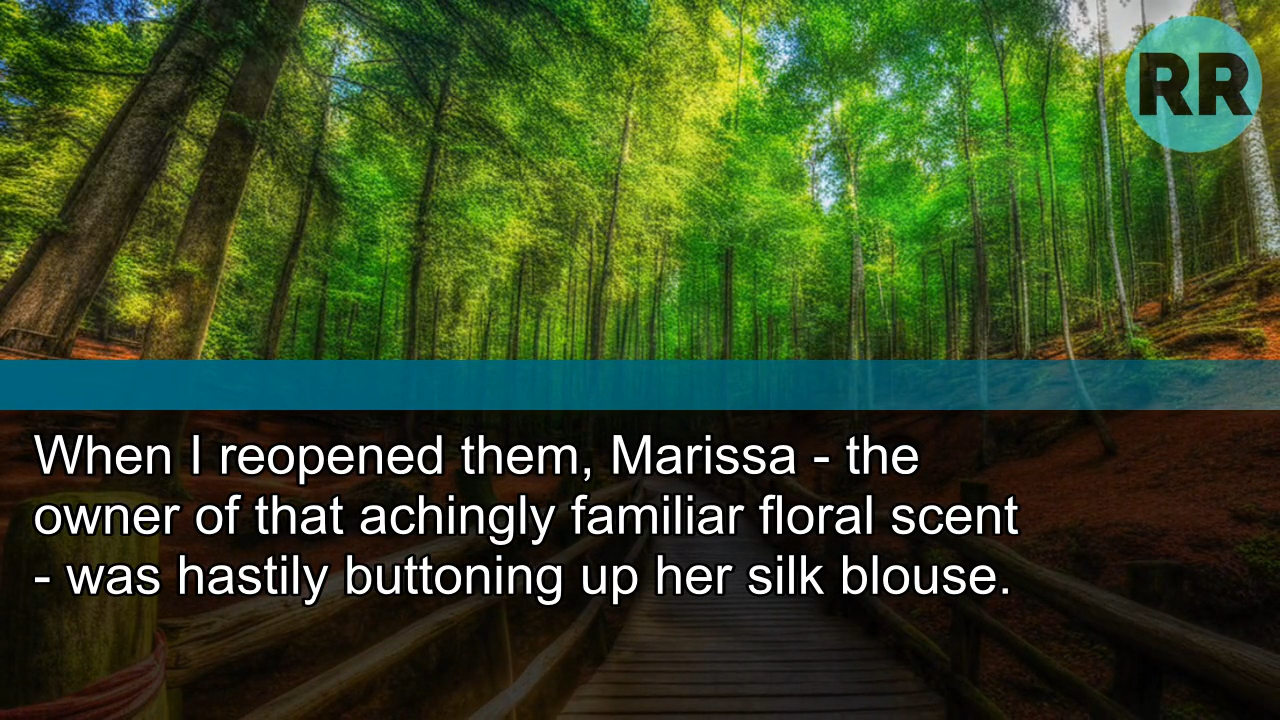 RR
When I reopened them, Marissa - the
owner of that achingly familiar floral scent
- was hastily buttoning up her silk blouse.